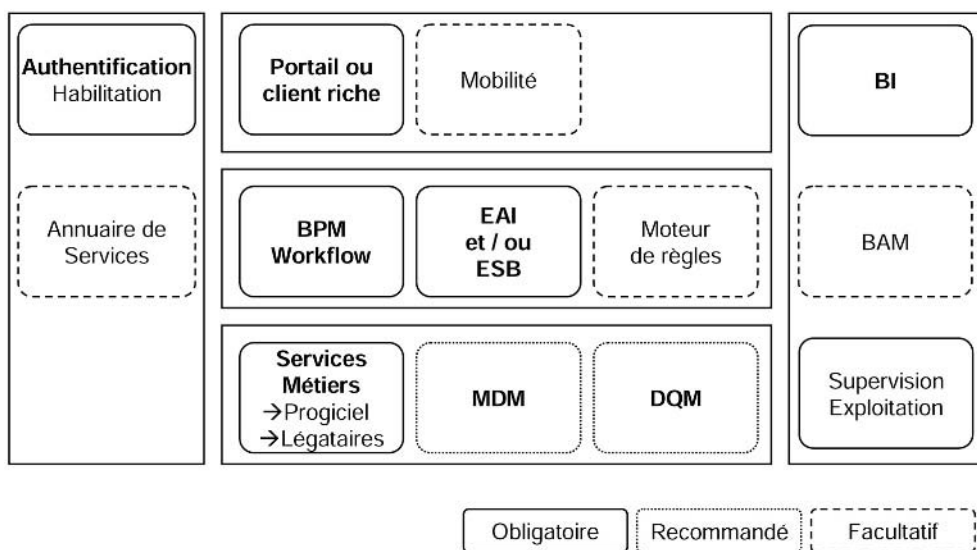 Authentification
Habilitation
Portail ou
client riche
Mobilité
BI
Annuaire de
Services
BPM
Workflow
EAI
et / ou
ESB
Moteur
de règles
BAM
Services
Métiers
→Progiciel
→Légataires
MDM
DQM
Supervision
Exploitation
Obligatoire
Recommandé
Facultatif